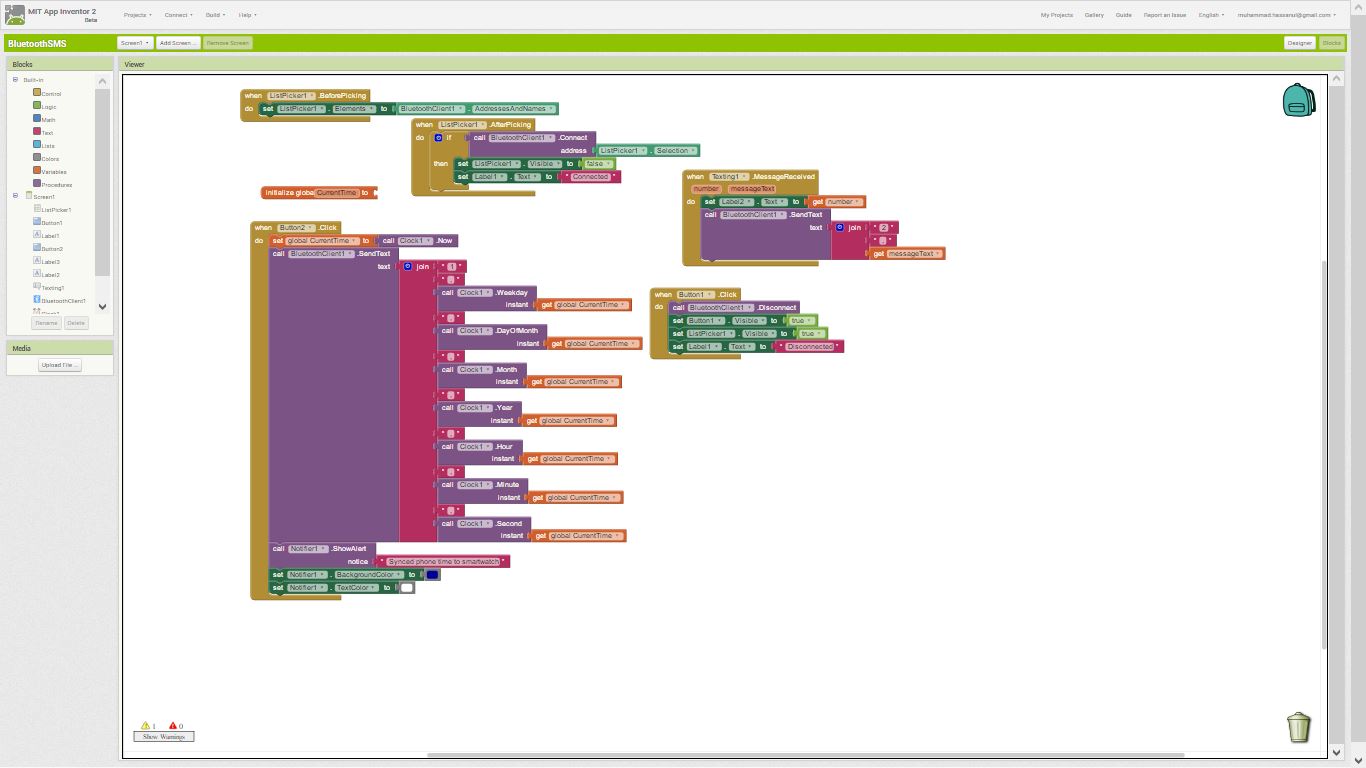 MIT App Inventor 2
Beta
Projects Connect Build Help
My Projects Gallery Guide Report an Issue English muhammad.hassanul@gmail.com
BluetoothSMS
Screen1 Add Screen ... Remove Screen
Designer Blocks
Blocks
Viewer
Built-in
Control
Logic
Math
Text
Lists
Colors
Variables
Procedures
Screen1
ListPicker1
Button1
Label1
Button2
Label3
Label2
Texting1
BluetoothClient1
Rename Delete
Media
Upload File ...
when ListPicker1 .BeforePicking
do set ListPicker1 . Elements to BluetoothClient1 . AddressesAndNames
when ListPicker1 .AfterPicking
do if call BluetoothClient1 .Connect
address ListPicker1 . Selection
then set ListPicker1 . Visible to false
set Label1 . Text to " Connected "
initialize global CurrentTime to
when Texting1 .MessageReceived
number messageText
do set Label2 . Text to get number
call BluetoothClient1 .SendText
text join " 2 "
" "
get messageText
when Button2 .Click
do set global CurrentTime to call Clock1 .Now
call BluetoothClient1 .SendText
text join " 1 "
" "
call Clock1 .Weekday
instant get global CurrentTime
" "
call Clock1 .DayOfMonth
instant get global CurrentTime
" "
call Clock1 .Month
instant get global CurrentTime
" "
call Clock1 .Year
instant get global CurrentTime
" "
call Clock1 .Hour
instant get global CurrentTime
" "
call Clock1 .Minute
instant get global CurrentTime
" "
call Clock1 .Second
instant get global CurrentTime
call Notifier1 .ShowAlert
notice " Synced phone time to smartwatch "
set Notifier1 . BackgroundColor to
set Notifier1 . TextColor to
when Button1 .Click
do call BluetoothClient1 .Disconnect
set Button1 . Visible to true
set ListPicker1 . Visible to true
set Label1 . Text to " Disconnected "
1 0
Show Warnings